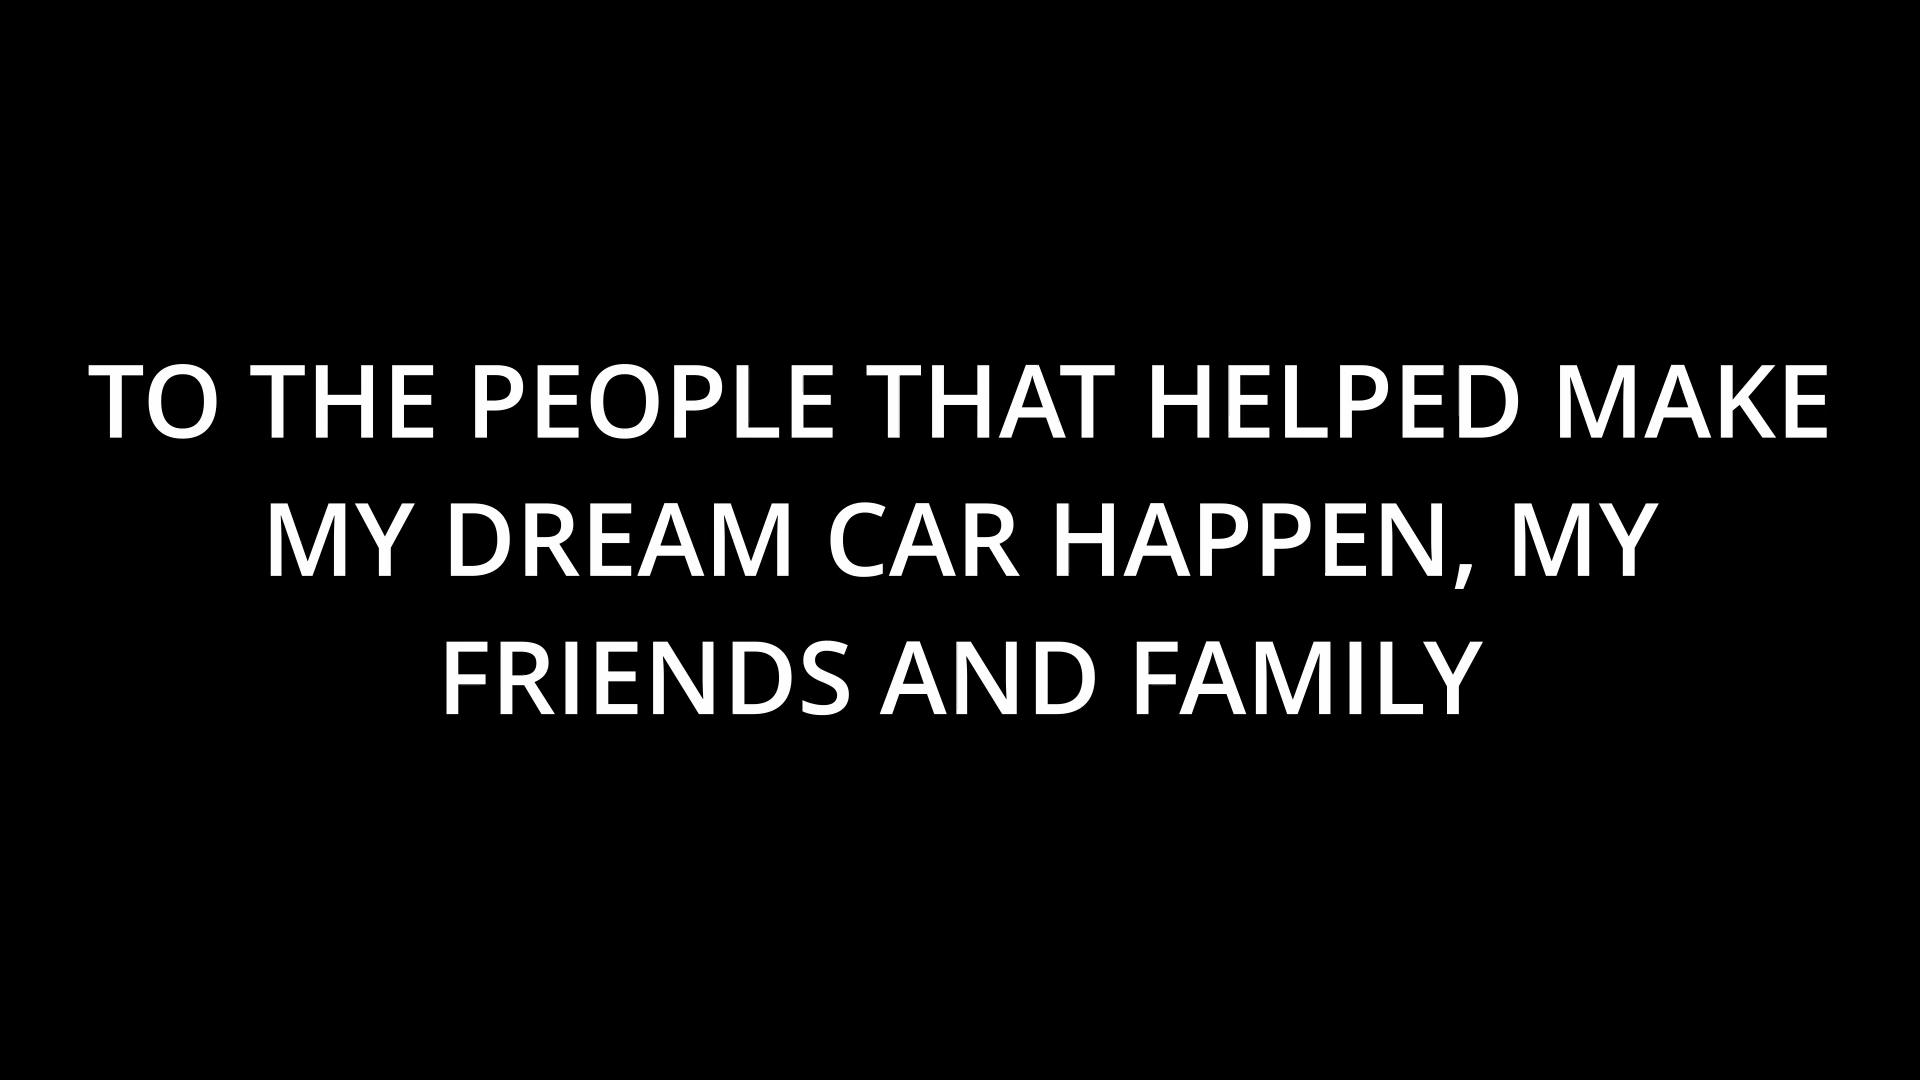 TO THE PEOPLE THAT HELPED MAKE
MY DREAM CAR HAPPEN, MY
FRIENDS AND FAMILY